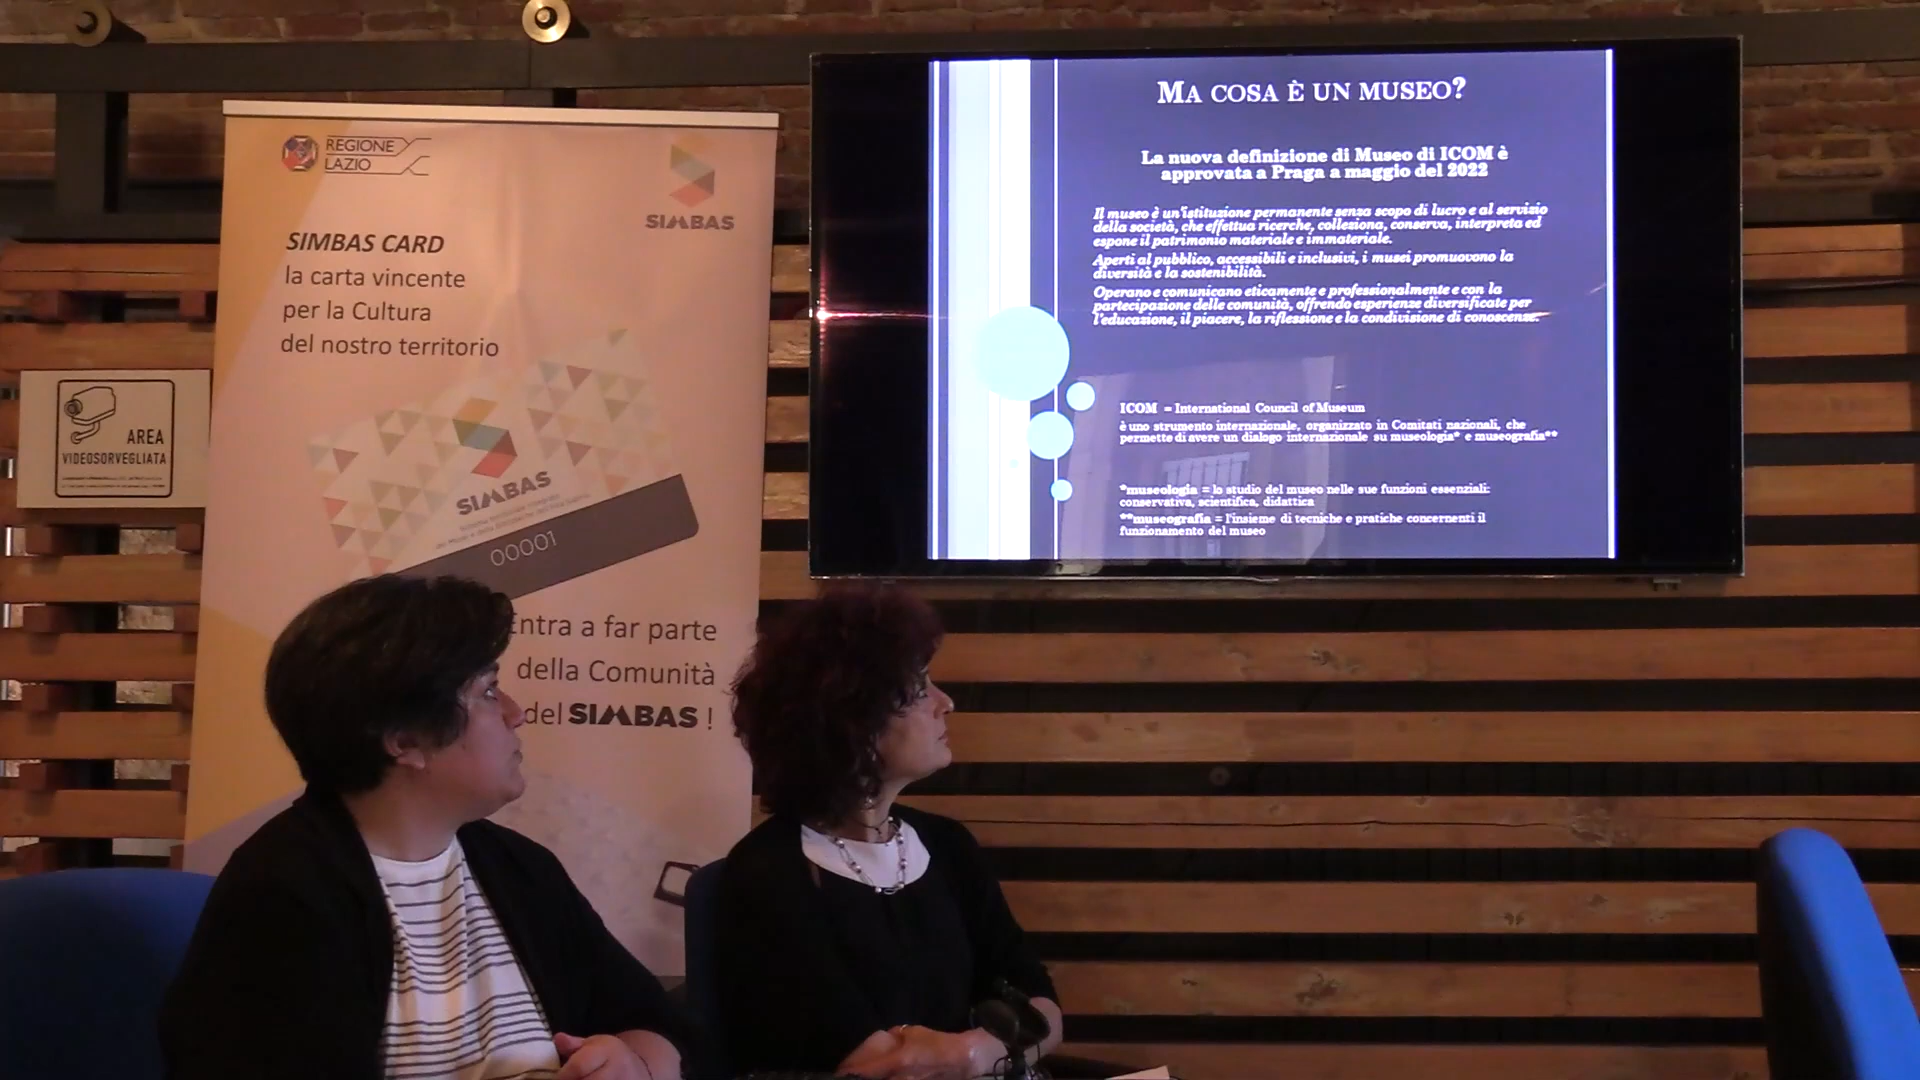 REGIONE
LAZIO
SIMBAS
SIMBAS CARD
la carta vincente
per la Cultura
del nostro territorio
SIMBAS
00001
Entra a far parte
della Comunità
del SIMBAS !
AREA
VIDEOSORVEGLIATA
MA COSA È UN MUSEO?
La nuova definizione di Museo di ICOM è
approvata a Praga a maggio del 2022
Il museo è un'istituzione permanente senza scopo di lucro e al servizio
della società, che effettua ricerche, colleziona, conserva, interpreta ed
espone il patrimonio materiale e immateriale.
Aperti al pubblico, accessibili e inclusivi, i musei promuovono la
diversità e la sostenibilità.
Operano e comunicano eticamente e professionalmente e con la
partecipazione delle comunità, offrendo esperienze diversificate per
l'educazione, il piacere, la riflessione e la condivisione di conoscenze.
ICOM = International Council of Museum
è uno strumento internazionale, organizzato in Comitati nazionali, che
permette di avere un dialogo internazionale su museologia* e museografia**
*museologia = lo studio del museo nelle sue funzioni essenziali:
conservativa, scientifica, didattica
**museografia = l'insieme di tecniche e pratiche concernenti il
funzionamento del museo